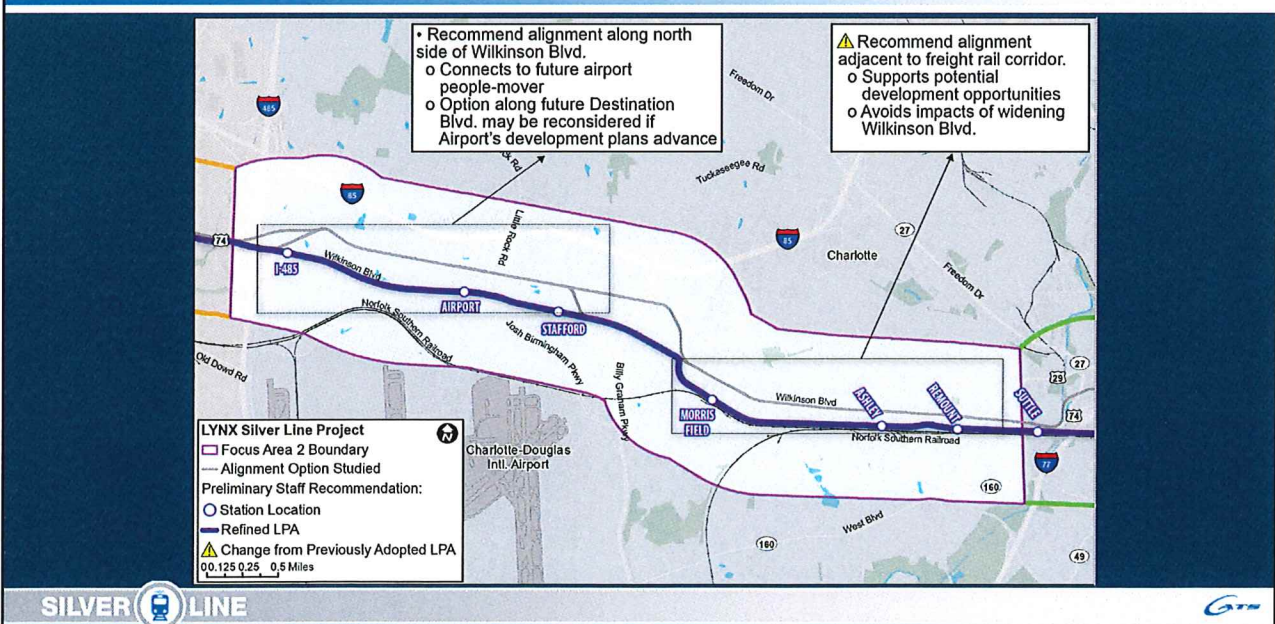 • Recommend alignment along north
side of Wilkinson Blvd.
o Connects to future airport
people-mover
o Option along future Destination
Blvd. may be reconsidered if
Airport's development plans advance
⚠ Recommend alignment
adjacent to freight rail corridor.
o Supports potential
development opportunities
o Avoids impacts of widening
Wilkinson Blvd.
Freedom Dr
485
Tuckaseegee Rd
Rd
85
Little Rock Rd
85
27
Charlotte
Freedom Dr
74
I-485
Wilkinson Blvd
AIRPORT
STAFFORD
Norfolk Southern Railroad
Josh Birmingham Pkwy
Old Dowd Rd
Billy Graham Pkwy
MORRIS
FIELD
Wilkinson Blvd
ASHLEY
REMOUNT
SUTTLE
Norfolk Southern Railroad
27
29
74
77
160
West Blvd
160
49
Charlotte-Douglas
Intl. Airport
LYNX Silver Line Project
N
Focus Area 2 Boundary
Alignment Option Studied
Preliminary Staff Recommendation:
Station Location
Refined LPA
⚠ Change from Previously Adopted LPA
0 0.125 0.25 0.5 Miles
SILVER LINE
CATS